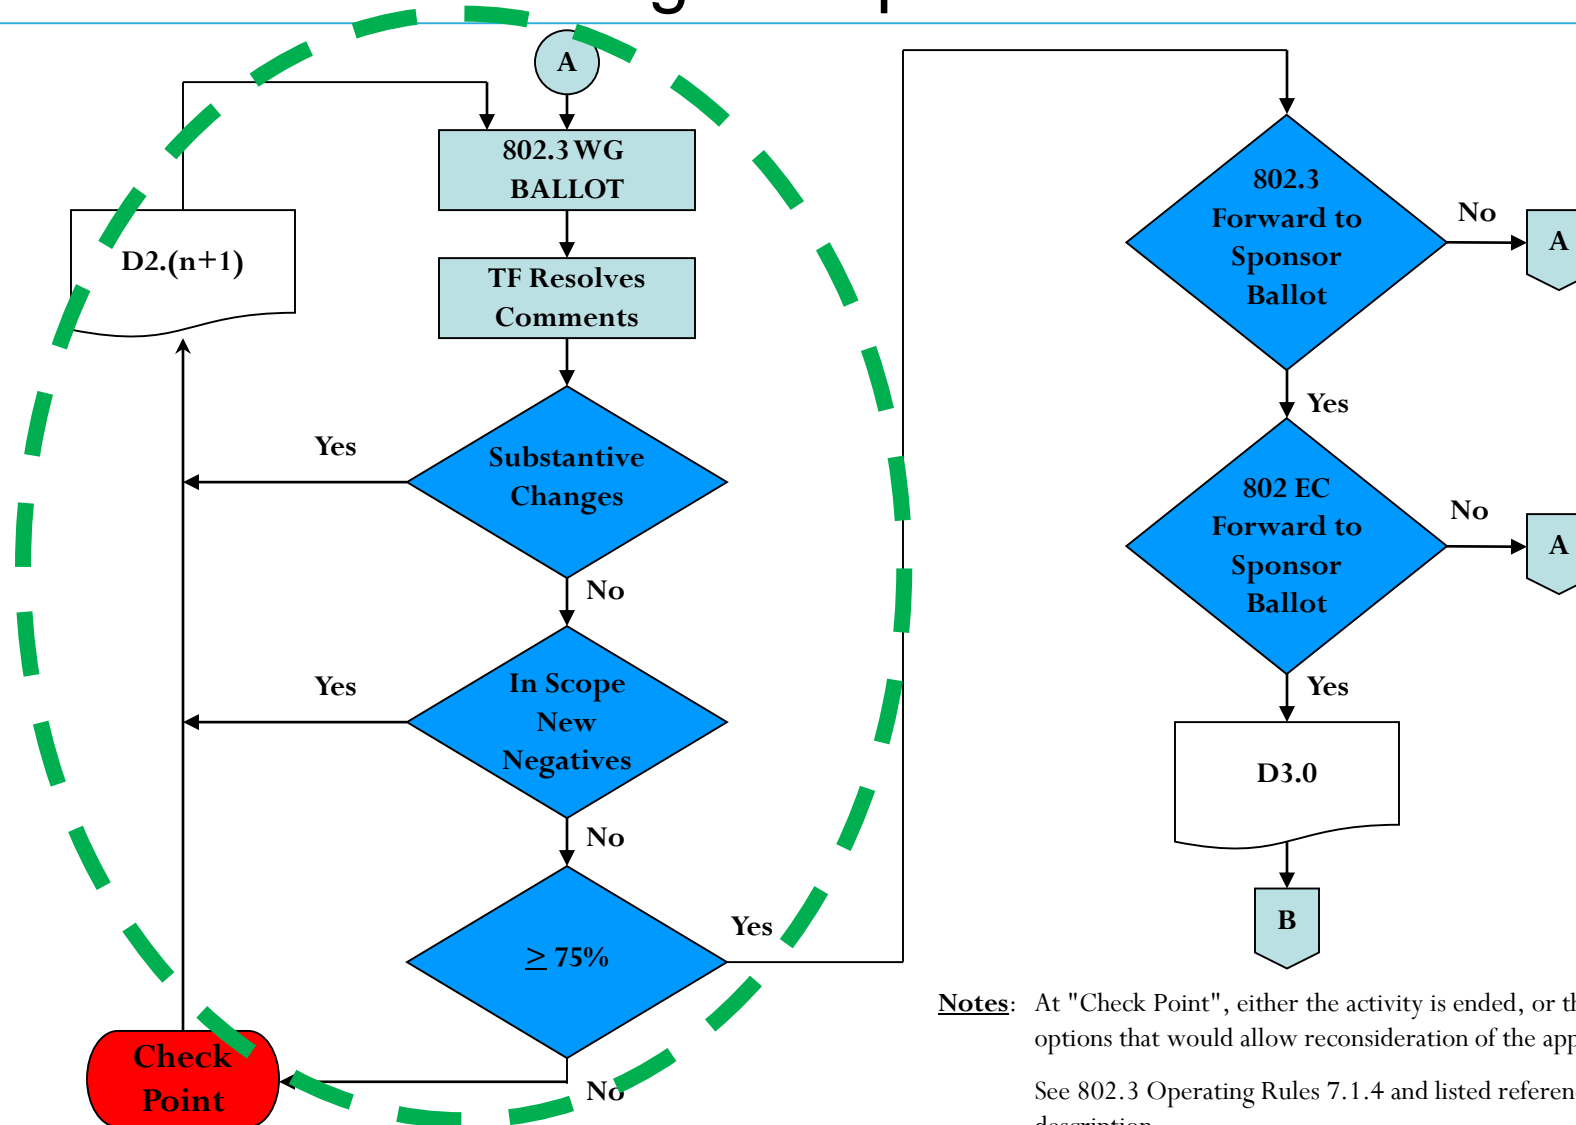 A
802.3 WG
BALLOT
D2.(n+1)
TF Resolves
Comments
Yes
Substantive
Changes
No
Yes
In Scope
New
Negatives
No
≥ 75%
Yes
No
Check
Point
802.3
Forward to
Sponsor
Ballot
No
A
Yes
802 EC
Forward to
Sponsor
Ballot
No
A
Yes
D3.0
B
Notes: At "Check Point", either the activity is ended, or
options that would allow reconsideration of the
See 802.3 Operating Rules 7.1.4 and listed
description